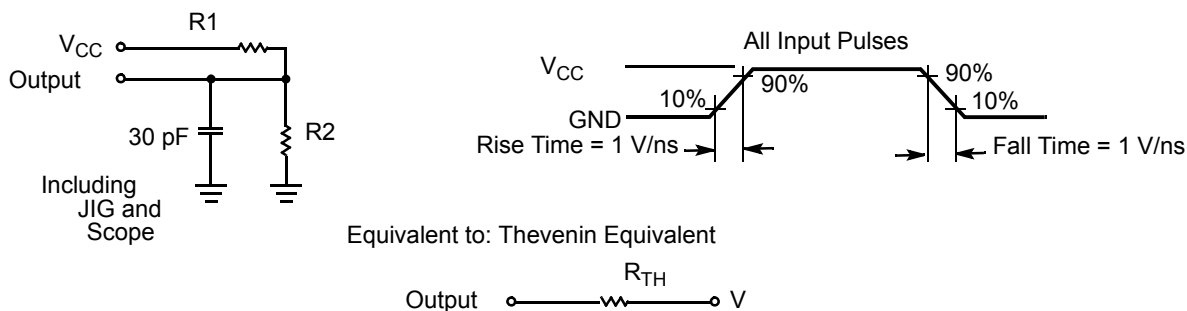 R1
VCC
Output
30 pF
R2
Including
JIG and
Scope
All Input Pulses
VCC
GND
10%
90%
90%
10%
Rise Time = 1 V/ns
Fall Time = 1 V/ns
Equivalent to: Thevenin Equivalent
RTH
Output
V